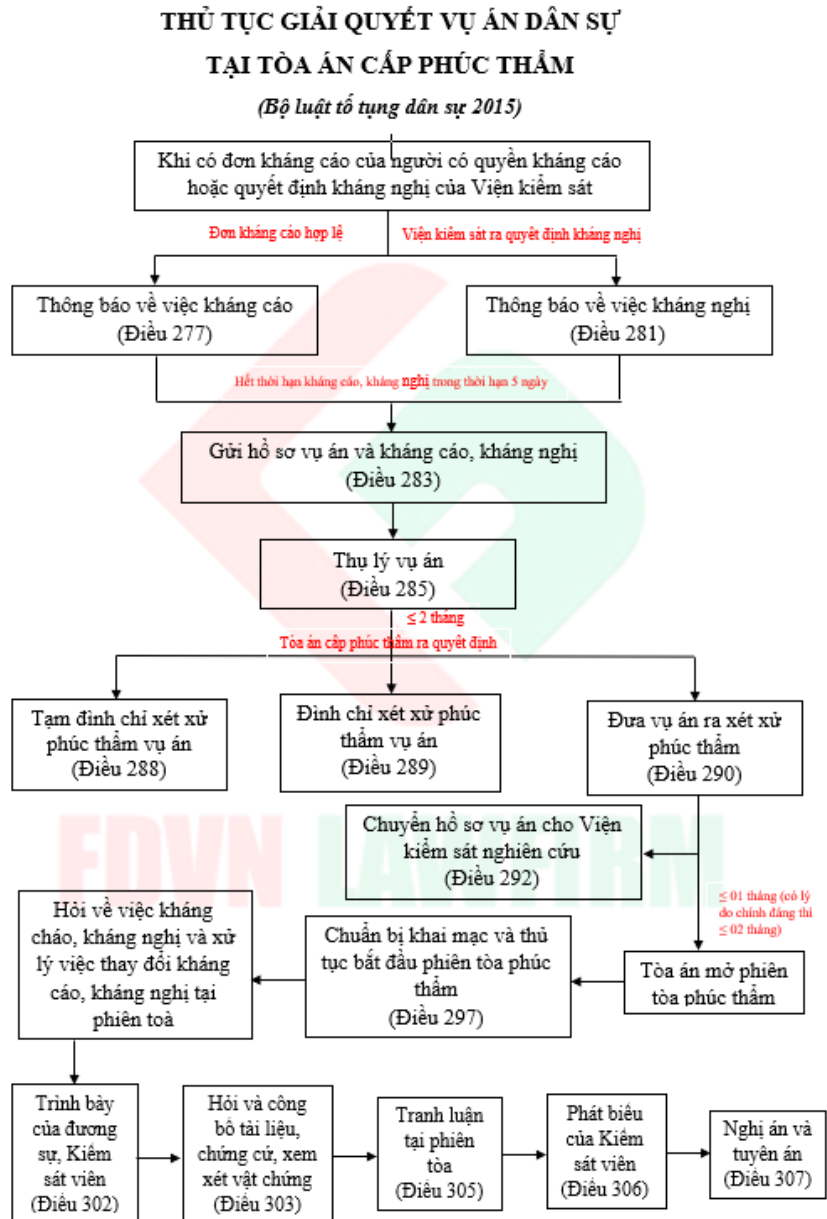 THỦ TỤC GIẢI QUYẾT VỤ ÁN DÂN SỰ
TẠI TÒA ÁN CẤP PHÚC THẨM
(Bộ luật tố tụng dân sự 2015)
Khi có đơn kháng cáo của người có quyền kháng cáo
hoặc quyết định kháng nghị của Viện kiểm sát
Đơn kháng cáo hợp lệ
Viện kiểm sát ra quyết định kháng nghị
Thông báo về việc kháng cáo
(Điều 277)
Thông báo về việc kháng nghị
(Điều 281)
Hết thời hạn kháng cáo, kháng nghị trong thời hạn 5 ngày
Gửi hồ sơ vụ án và kháng cáo, kháng nghị
(Điều 283)
Thụ lý vụ án
(Điều 285)
≤ 2 tháng
Tòa án cấp phúc thẩm ra quyết định
Tạm đình chỉ xét xử
phúc thẩm vụ án
(Điều 288)
Đình chỉ xét xử phúc
thẩm vụ án
(Điều 289)
Đưa vụ án ra xét xử
phúc thẩm
(Điều 290)
Chuyển hồ sơ vụ án cho Viện
kiểm sát nghiên cứu
(Điều 292)
FDVN LAWFIRM
≤ 01 tháng (có lý
do chính đáng thì
≤ 02 tháng)
Tòa án mở phiên
tòa phúc thẩm
Chuẩn bị khai mạc và thủ
tục bắt đầu phiên tòa phúc
thẩm
(Điều 297)
Hỏi về việc kháng
cháo, kháng nghị và xử
lý việc thay đổi kháng
cáo, kháng nghị tại
phiên toà
Trình bày
của đương
sự, Kiểm
sát viên
(Điều 302)
Hỏi và công
bố tài liệu,
chứng cứ, xem
xét vật chứng
(Điều 303)
Tranh luận
tại phiên
tòa
(Điều 305)
Phát biểu
của Kiểm
sát viên
(Điều 306)
Nghị án và
tuyên án
(Điều 307)